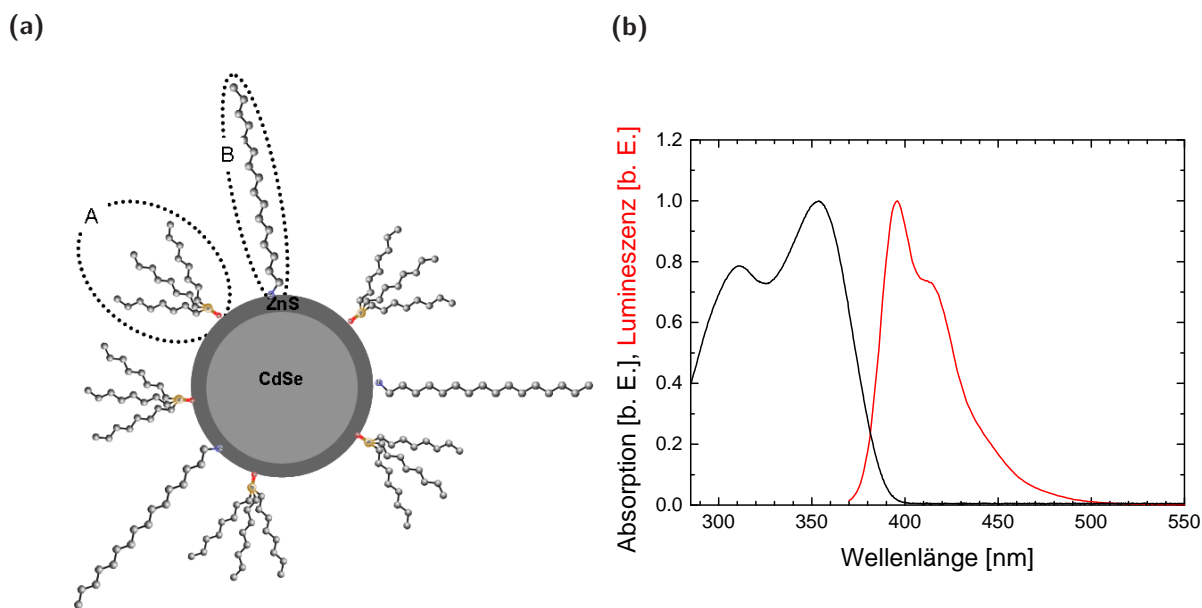 (a)
(b)
A
B
ZnS
CdSe
Absorption [b. E.], Lumineszenz [b. E.]
1.2
1.0
0.8
0.6
0.4
0.2
0.0
300 350 400 450 500 550
Wellenlänge [nm]